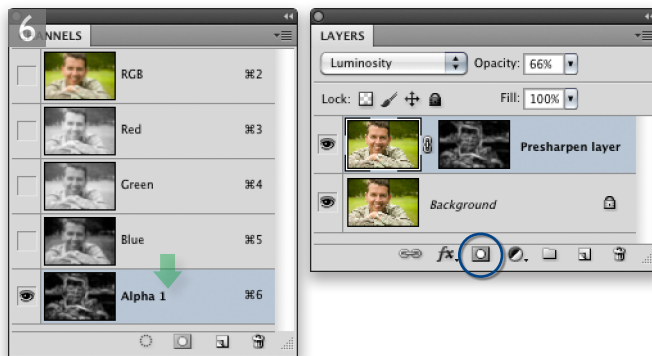 6
ANNELS
RGB ⌘2
Red ⌘3
Green ⌘4
Blue ⌘5
Alpha 1 ⌘6
LAYERS
Luminosity Opacity: 66%
Lock: Fill: 100%
Presharpen layer
Background
fx.